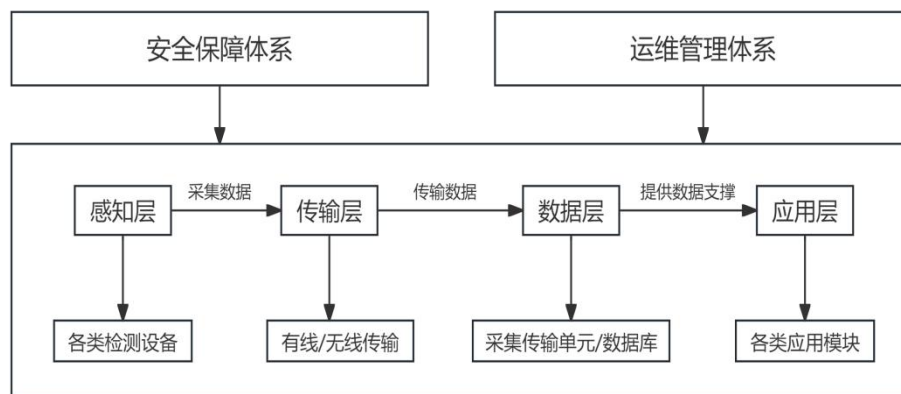 安全保障体系
运维管理体系
感知层
采集数据
传输层
传输数据
数据层
提供数据支撑
应用层
各类检测设备
有线/无线传输
采集传输单元/数据库
各类应用模块